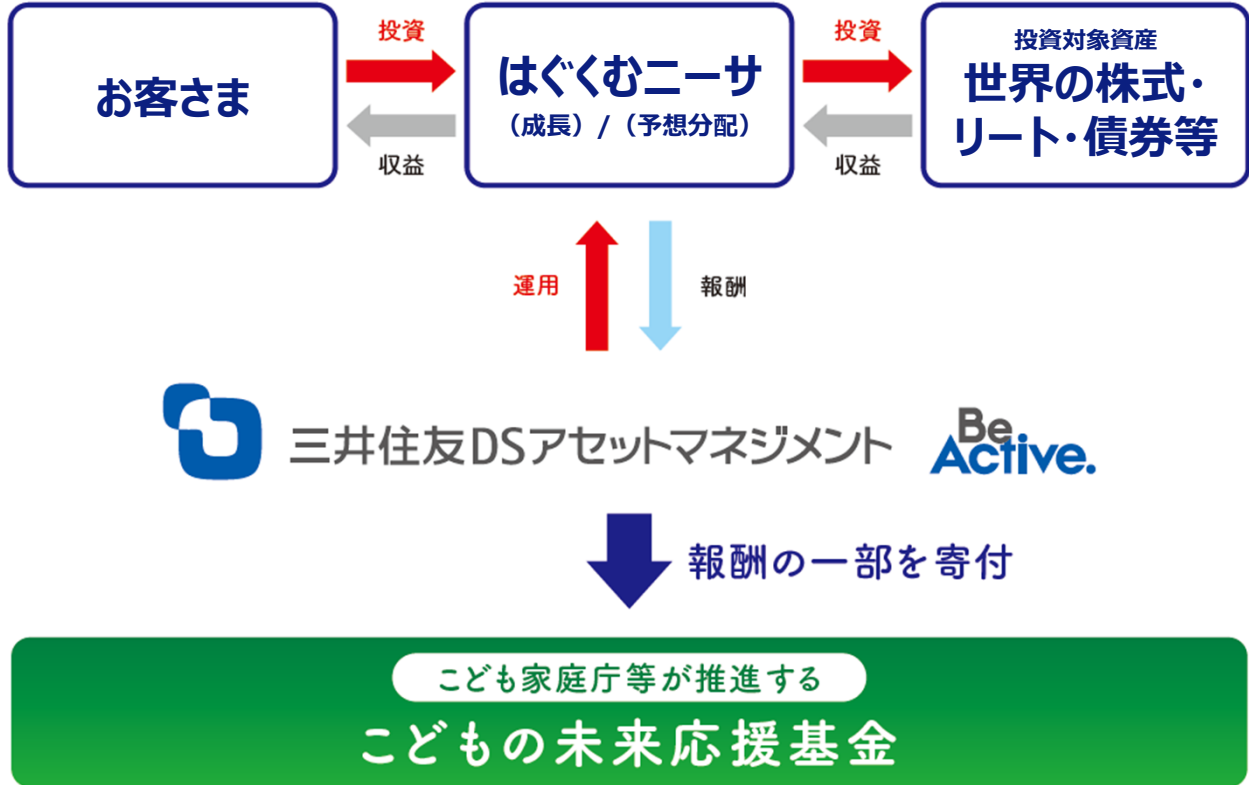 お客さま
投資
収益
はぐくむニーサ
（成長）/（予想分配）
投資
収益
投資対象資産
世界の株式・
リート・債券等
運用
報酬
三井住友DSアセットマネジメント
Be
Active.
報酬の一部を寄付
こども家庭庁等が推進する
こどもの未来応援基金